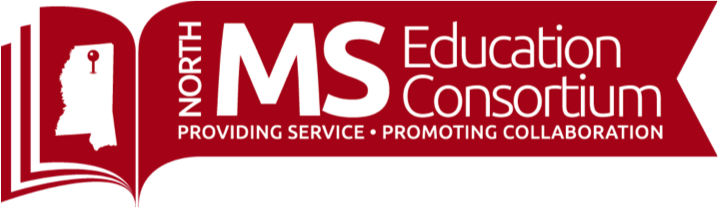 NORTH
MS
Education
Consortium
PROVIDING SERVICE • PROMOTING COLLABORATION